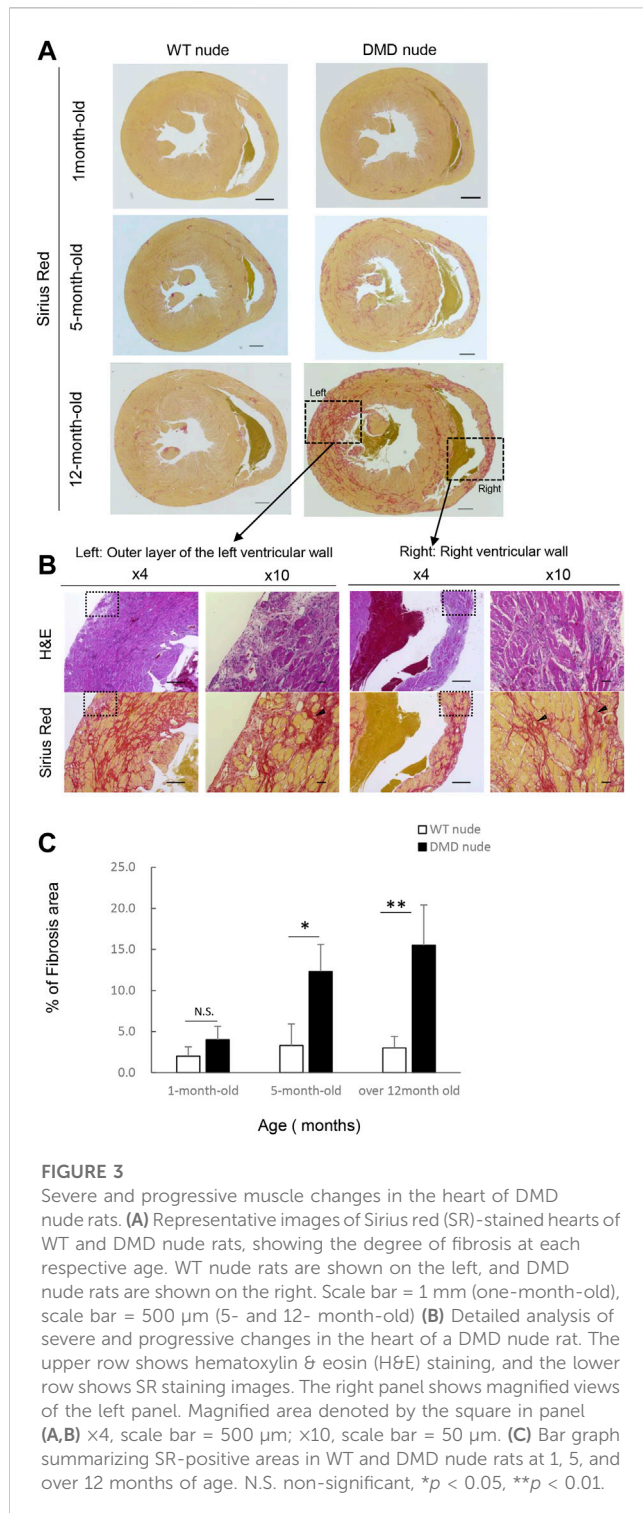 A
WT nude
DMD nude
Sirius Red
1month-old
5-month-old
12-month-old
Left
Right
Left: Outer layer of the left ventricular wall
Right: Right ventricular wall
B
x4
x10
x4
x10
H&E
Sirius Red
C
WT nude
DMD nude
% of Fibrosis area
25.0
20.0
15.0
10.0
5.0
0.0
N.S.
*
**
1-month-old
5-month-old
over 12month old
Age ( months)
FIGURE 3
Severe and progressive muscle changes in the heart of DMD
nude rats. (A) Representative images of Sirius red (SR)-stained hearts of
WT and DMD nude rats, showing the degree of fibrosis at each
respective age. WT nude rats are shown on the left, and DMD
nude rats are shown on the right. Scale bar = 1 mm (one-month-old),
scale bar = 500 μm (5- and 12- month-old) (B) Detailed analysis of
severe and progressive changes in the heart of a DMD nude rat. The
upper row shows hematoxylin & eosin (H&E) staining, and the lower
row shows SR staining images. The right panel shows magnified views
of the left panel. Magnified area denoted by the square in panel
(A,B) ×4, scale bar = 500 μm; ×10, scale bar = 50 μm. (C) Bar graph
summarizing SR-positive areas in WT and DMD nude rats at 1, 5, and
over 12 months of age. N.S. non-significant, *p < 0.05, **p < 0.01.